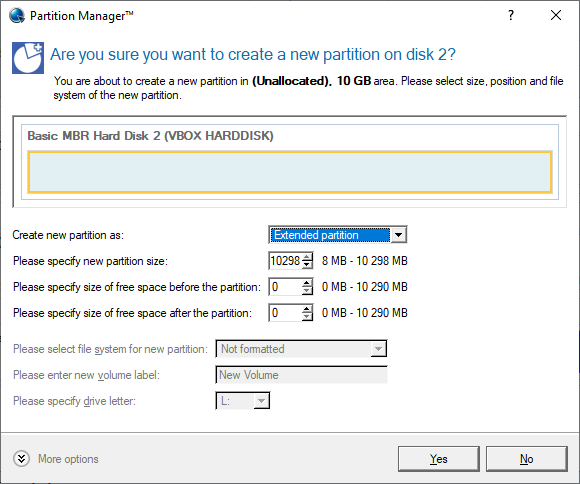 Partition Manager™
?
Are you sure you want to create a new partition on disk 2?
You are about to create a new partition in (Unallocated), 10 GB area. Please select size, position and file
system of the new partition.
Basic MBR Hard Disk 2 (VBOX HARDDISK)
Create new partition as: Extended partition
Please specify new partition size: 10298 8 MB - 10 298 MB
Please specify size of free space before the partition: 0 0 MB - 10 290 MB
Please specify size of free space after the partition: 0 0 MB - 10 290 MB
Please select file system for new partition: Not formatted
Please enter new volume label: New Volume
Please specify drive letter: L:
More options Yes No